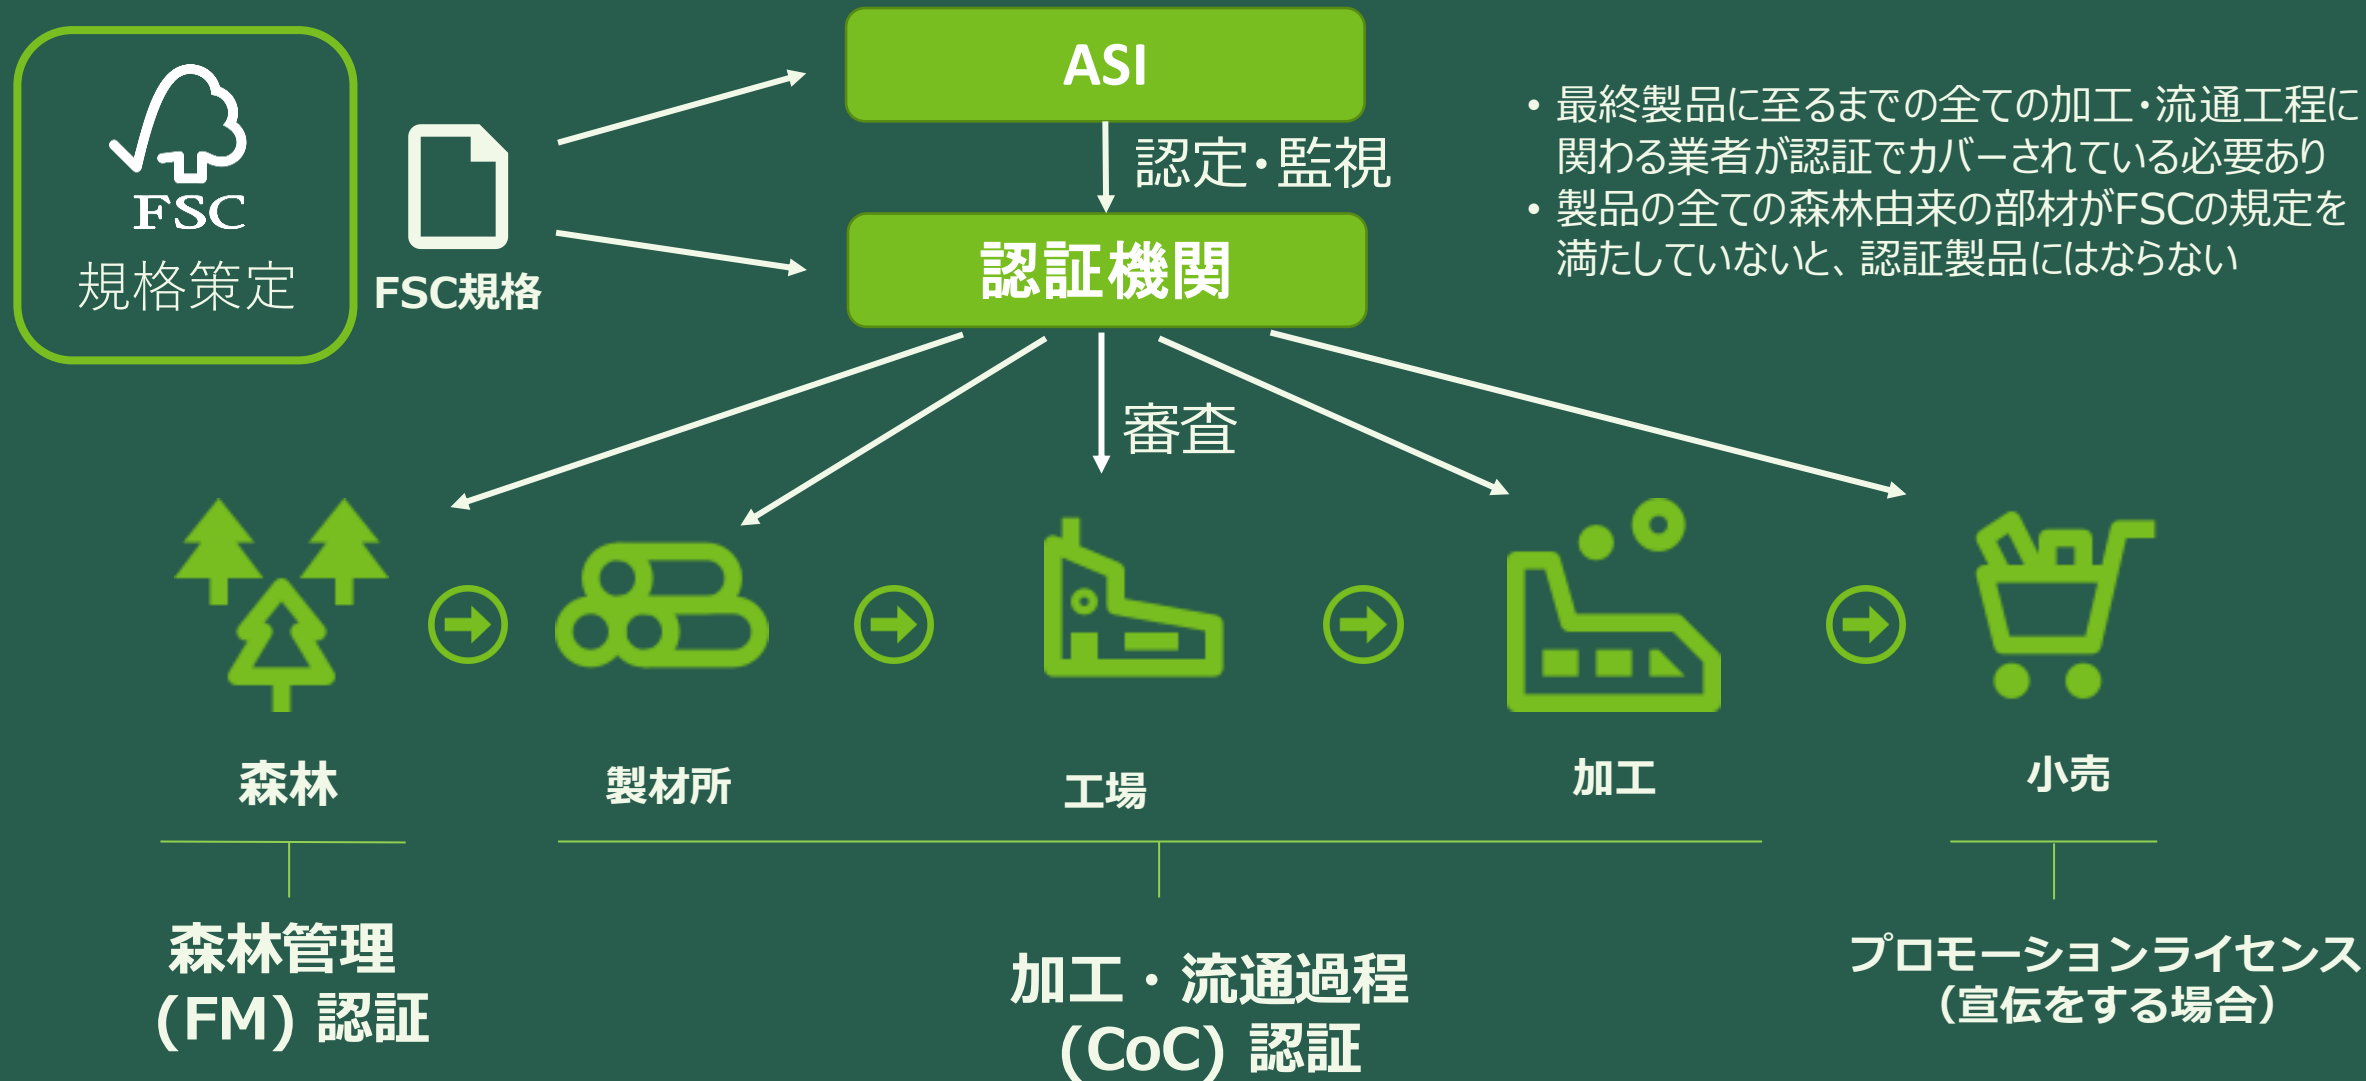 FSC
規格策定
FSC規格
ASI
認定・監視
認証機関
• 最終製品に至るまでの全ての加工・流通工程に
関わる業者が認証でカバーされている必要あり
• 製品の全ての森林由来の部材がFSCの規定を
満たしていないと、認証製品にはならない
審査
森林
製材所
工場
加工
小売
森林管理
(FM) 認証
加工・流通過程
(CoC) 認証
プロモーションライセンス
（宣伝をする場合）